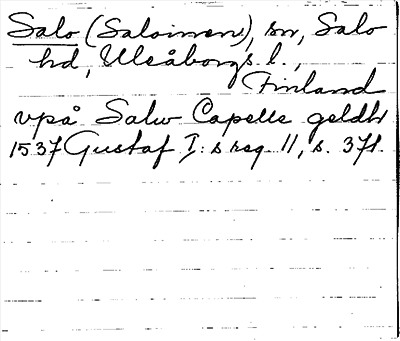 Salo (Saloinen), sn, Salo
hd, Uleåborgs l.,
Finland
vpå Salw Capelle geldh
1537 Gustaf I:s reg 11, s. 371.